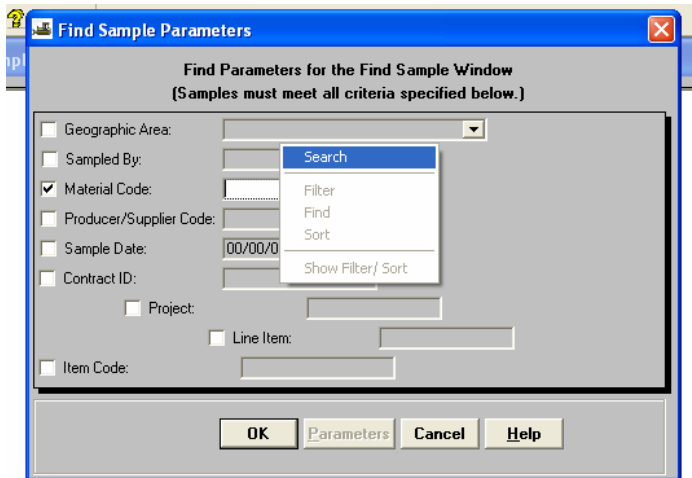 Find Sample Parameters
Find Parameters for the Find Sample Window
(Samples must meet all criteria specified below.)
Geographic Area:
Sampled By:
Search
Material Code:
Filter
Producer/Supplier Code:
Find
Sort
Sample Date: 00/00/0
Contract ID:
Show Filter/ Sort
Project:
Line Item:
Item Code:
OK Parameters Cancel Help